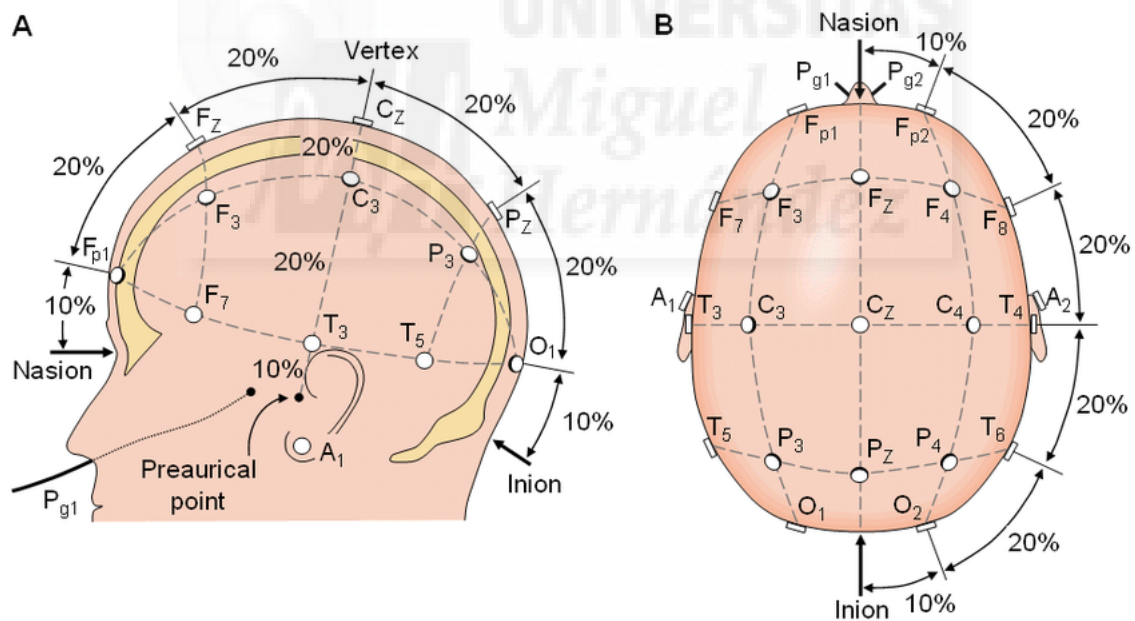 UNIVERSITAS
Miguel
Hernández
A
B
Vertex
20%
20%
Cz
Fz
20%
20%
C3
F3
Pz
20%
Fp1
P3
20%
20%
10%
F7
T3
T5
O1
Nasion
10%
10%
Preaurical
point
A1
Inion
Pg1
Nasion
10%
Pg1
Pg2
20%
Fp1
Fp2
F7
F3
Fz
F4
F8
20%
A1
T3
C3
Cz
C4
T4
A2
20%
T5
P3
Pz
P4
T6
O1
O2
20%
10%
Inion